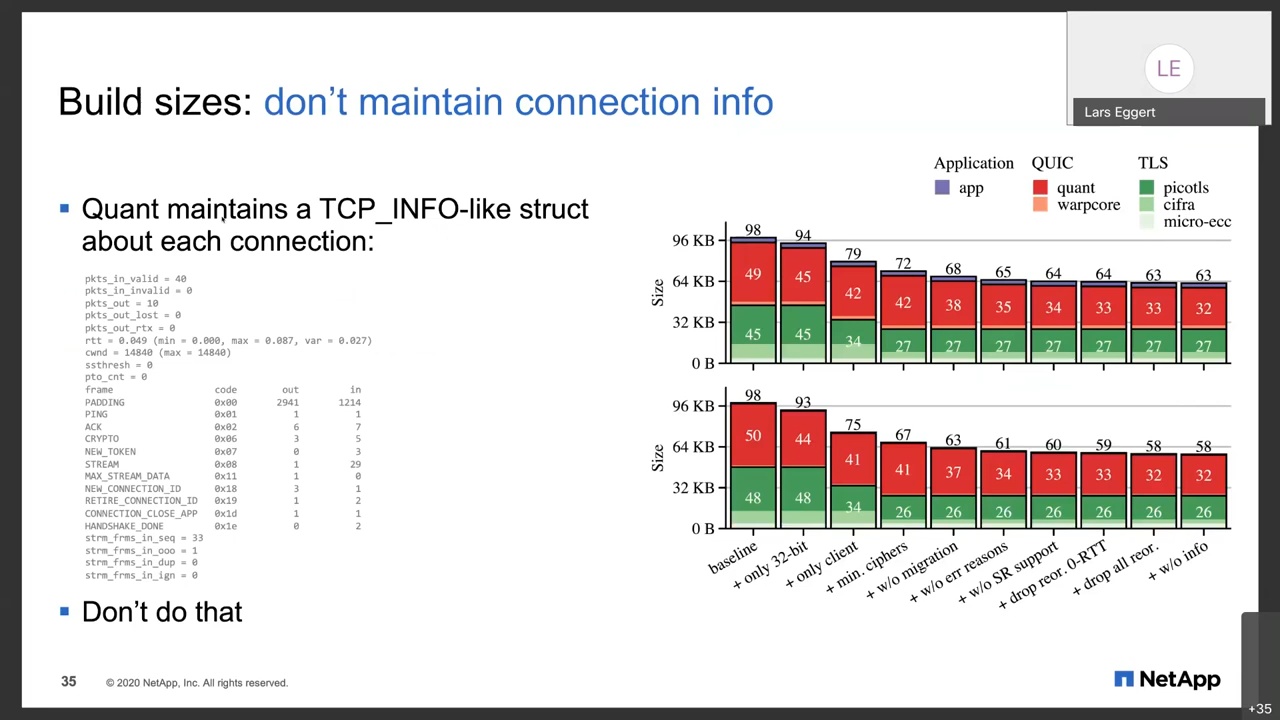 LE
Lars Eggert
Build sizes: don't maintain connection info
Quant maintains a TCP_INFO-like struct
about each connection:
pkts_in_valid = 40
pkts_in_invalid = 0
pkts_out = 10
pkts_out_lost = 0
pkts_out_rtx = 0
rtt = 0.049 (min = 0.000, max = 0.087, var = 0.027)
cwnd = 14840 (max = 14840)
ssthresh = 0
pto_cnt = 0
frame code out in
PADDING 0x00 2941 1214
PING 0x01 1 1
ACK 0x02 6 7
CRYPTO 0x06 3 5
NEW_TOKEN 0x07 0 3
STREAM 0x08 1 29
MAX_STREAM_DATA 0x11 1 0
NEW_CONNECTION_ID 0x18 3 1
RETIRE_CONNECTION_ID 0x19 1 2
CONNECTION_CLOSE_APP 0x1d 1 1
HANDSHAKE_DONE 0x1e 0 2
strm_frms_in_seq = 33
strm_frms_in_ooo = 1
strm_frms_in_dup = 0
strm_frms_in_ign = 0
Don't do that
Application QUIC TLS
app quant picotls
warpcore cifra
micro-ecc
Size
96 KB
64 KB
32 KB
0 B
98 94 79 72 68 65 64 64 63 63
49 45 42 42 38 35 34 33 33 32
45 45 34 27 27 27 27 27 27 27
Size
96 KB
64 KB
32 KB
0 B
98 93 75 67 63 61 60 59 58 58
50 44 41 41 37 34 33 33 32 32
48 48 34 26 26 26 26 26 26 26
baseline
+ only 32-bit
+ only client
+ min. ciphers
+ w/o migration
+ w/o err reasons
+ w/o SR support
+ drop reor. 0-RTT
+ drop all reor.
+ w/o info
35 © 2020 NetApp, Inc. All rights reserved.
NetApp
+35